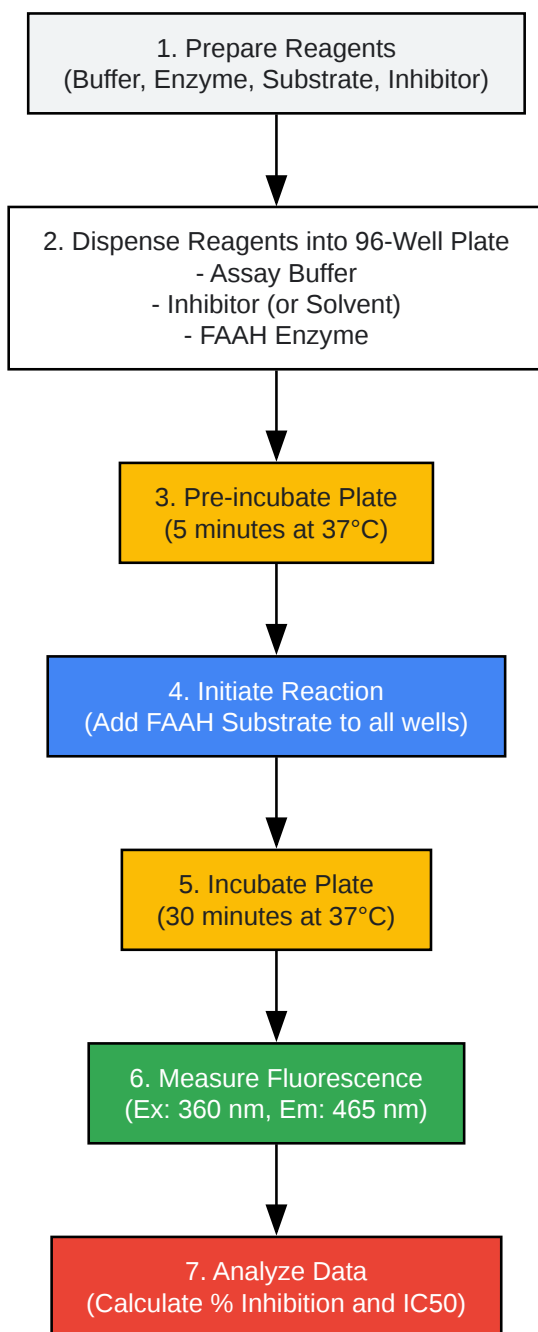 1. Prepare Reagents
(Buffer, Enzyme, Substrate, Inhibitor)
2. Dispense Reagents into 96-Well Plate
- Assay Buffer
- Inhibitor (or Solvent)
- FAAH Enzyme
3. Pre-incubate Plate
(5 minutes at 37°C)
4. Initiate Reaction
(Add FAAH Substrate to all wells)
5. Incubate Plate
(30 minutes at 37°C)
6. Measure Fluorescence
(Ex: 360 nm, Em: 465 nm)
7. Analyze Data
(Calculate % Inhibition and IC50)